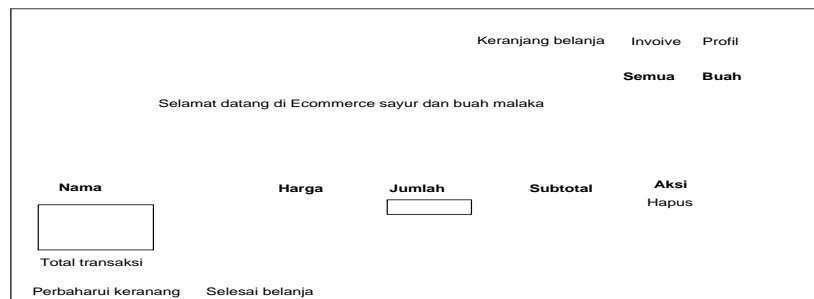 Keranjang belanja Invoive Profil
Semua Buah
Selamat datang di Ecommerce sayur dan buah malaka
Nama Harga Jumlah Subtotal Aksi
Hapus
Total transaksi
Perbaharui keranang Selesai belanja